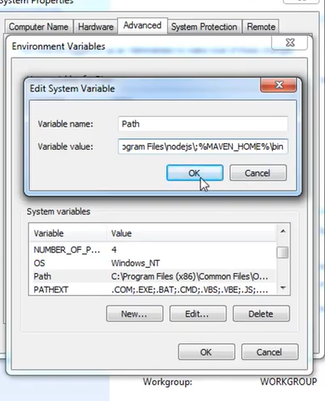 System Properties
Computer Name Hardware Advanced System Protection Remote
Environment Variables
Edit System Variable
Variable name: Path
Variable value: ogram Files\nodejs\;%MAVEN_HOME%\bin
OK Cancel
System variables
Variable Value
NUMBER_OF_P... 4
OS Windows_NT
Path C:\Program Files (x86)\Common Files\O...
PATHEXT .COM;.EXE;.BAT;.CMD;.VBS;.VBE;.JS;....
New... Edit... Delete
OK Cancel
Workgroup: WORKGROUP